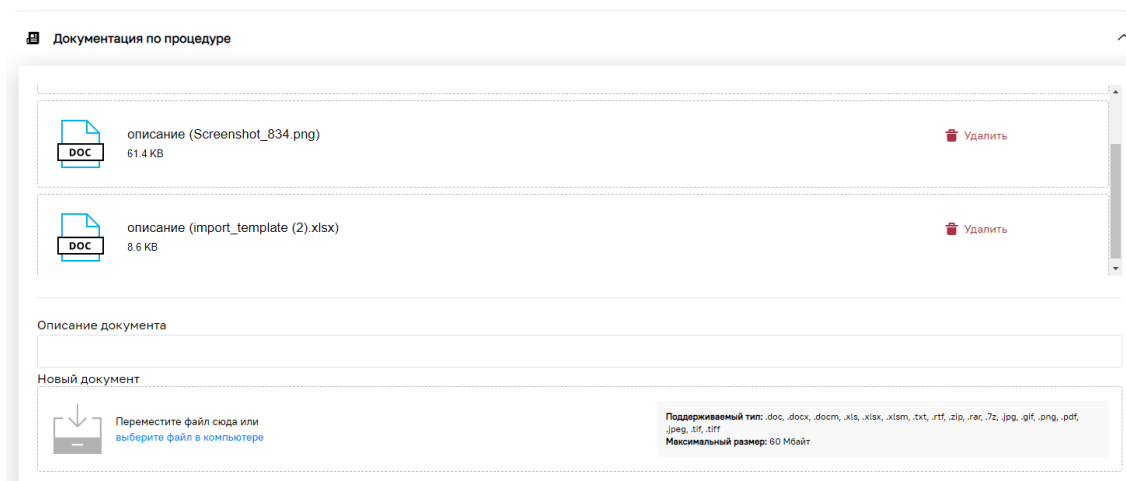 Документация по процедуре
описание (Screenshot_834.png)
DOC
61.4 KB
Удалить
описание (import_template (2).xlsx)
DOC
8.6 KB
Удалить
Описание документа
Новый документ
Переместите файл сюда или
выберите файл в компьютере
Поддерживаемый тип: .doc, .docx, .docm, .xls, .xlsx, .xlsm, .txt, .rtf, .zip, .rar, .7z, .jpg, .gif, .png, .pdf,
.jpeg, .tif, .tiff
Максимальный размер: 60 Мбайт